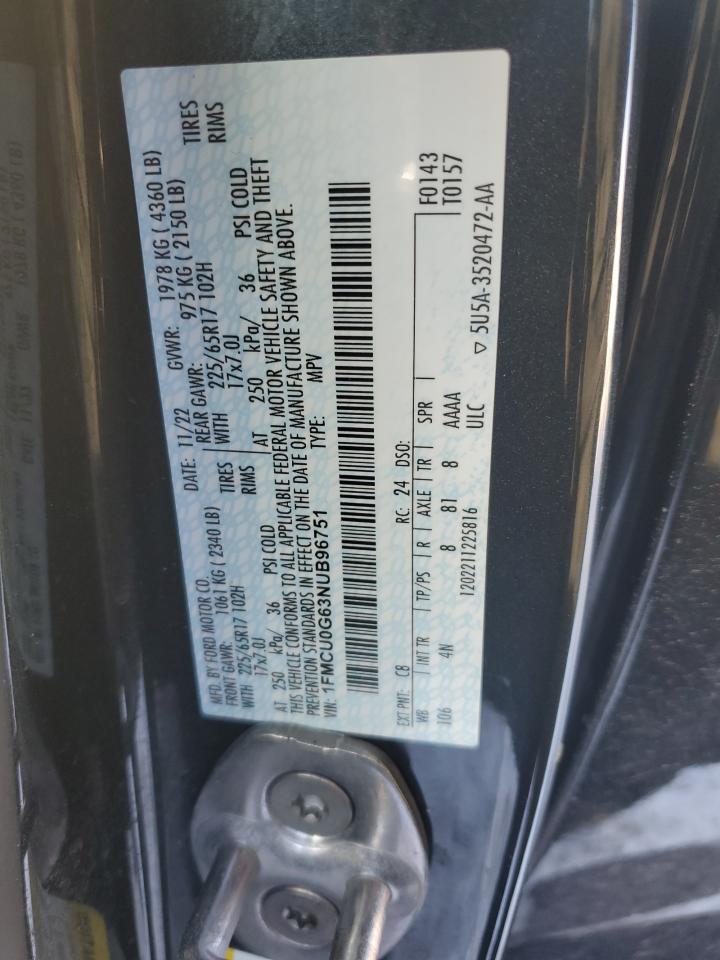 MFD. BY FORD MOTOR CO.
DATE: 11/22 GVWR: 1978 KG ( 4360 LB)
FRONT GAWR: 1061 KG ( 2340 LB) REAR GAWR: 975 KG ( 2150 LB)
WITH 225/65R17 102H TIRES WITH 225/65R17 102H TIRES
17x7.0J RIMS 17x7.0J RIMS
AT 250 kPa/ 36 PSI COLD AT 250 kPa/ 36 PSI COLD
THIS VEHICLE CONFORMS TO ALL APPLICABLE FEDERAL MOTOR VEHICLE SAFETY AND THEFT
PREVENTION STANDARDS IN EFFECT ON THE DATE OF MANUFACTURE SHOWN ABOVE.
VIN: 1FMCU0G63NUB96751 TYPE: MPV
EXT PNT: C8 RC: 24 DSO: F0143
WB INT TR TP/PS R AXLE TR SPR T0157
106 4N 8 81 8 AAAA
1202211225816 ULC
▽ 5U5A-3520472-AA